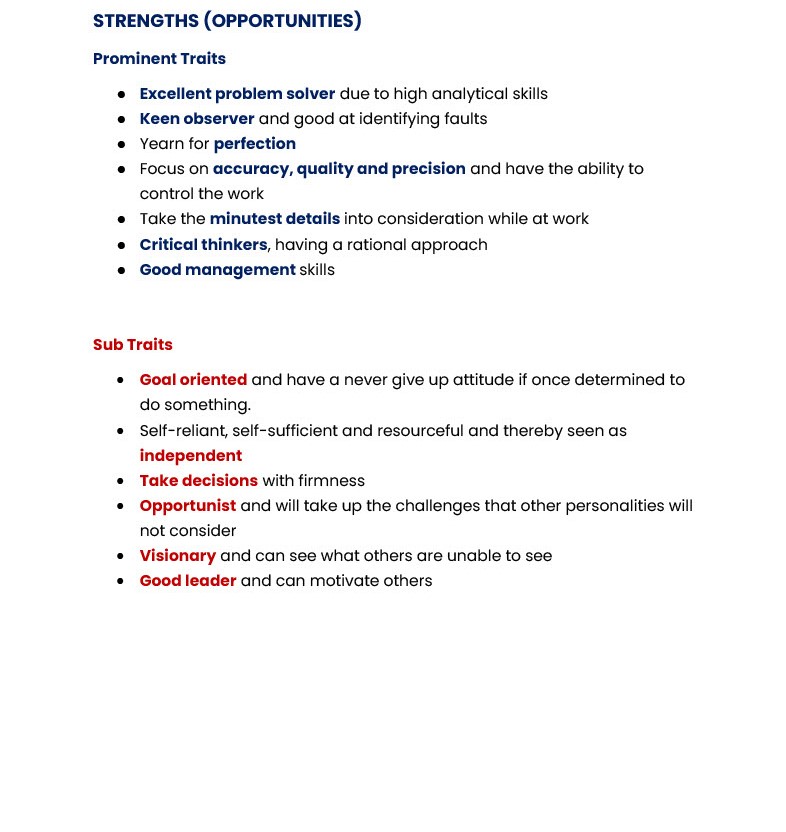 STRENGTHS (OPPORTUNITIES)
Prominent Traits
● Excellent problem solver due to high analytical skills
● Keen observer and good at identifying faults
● Yearn for perfection
● Focus on accuracy, quality and precision and have the ability to
control the work
● Take the minutest details into consideration while at work
● Critical thinkers, having a rational approach
● Good management skills
Sub Traits
● Goal oriented and have a never give up attitude if once determined to
do something.
● Self-reliant, self-sufficient and resourceful and thereby seen as
independent
● Take decisions with firmness
● Opportunist and will take up the challenges that other personalities will
not consider
● Visionary and can see what others are unable to see
● Good leader and can motivate others